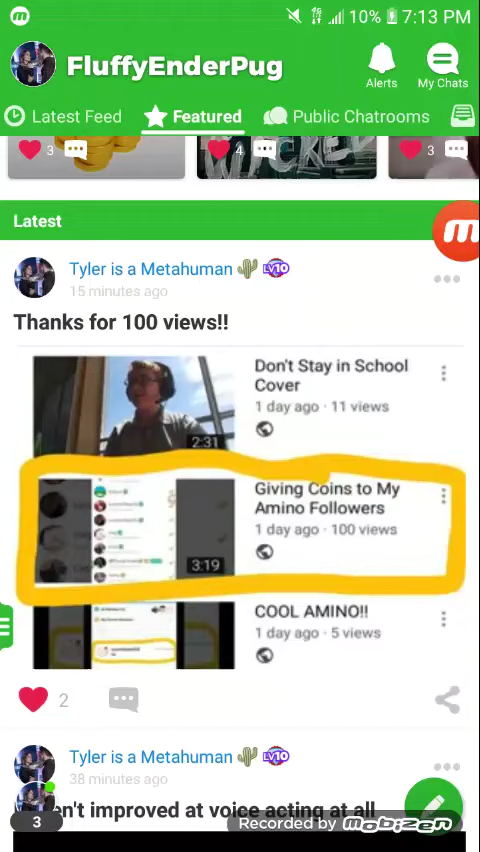 10% 7:13 PM
FluffyEnderPug
Alerts
My Chats
Latest Feed
Featured
Public Chatrooms
3
4
3
Latest
Tyler is a Metahuman LV10
15 minutes ago
Thanks for 100 views!!
Don't Stay in School
Cover
1 day ago · 11 views
2:31
Giving Coins to My
Amino Followers
1 day ago · 100 views
3:19
COOL AMINO!!
1 day ago · 5 views
2
Tyler is a Metahuman LV10
38 minutes ago
en't improved at voice acting at all
3
Recorded by Mobizen